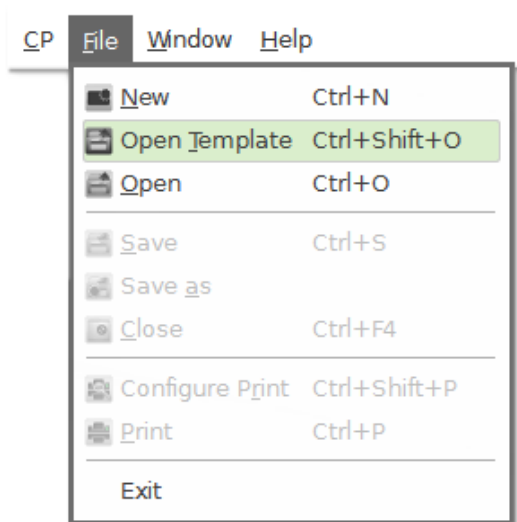 CP File Window Help
New Ctrl+N
Open Template Ctrl+Shift+O
Open Ctrl+O
Save Ctrl+S
Save as
Close Ctrl+F4
Configure Print Ctrl+Shift+P
Print Ctrl+P
Exit